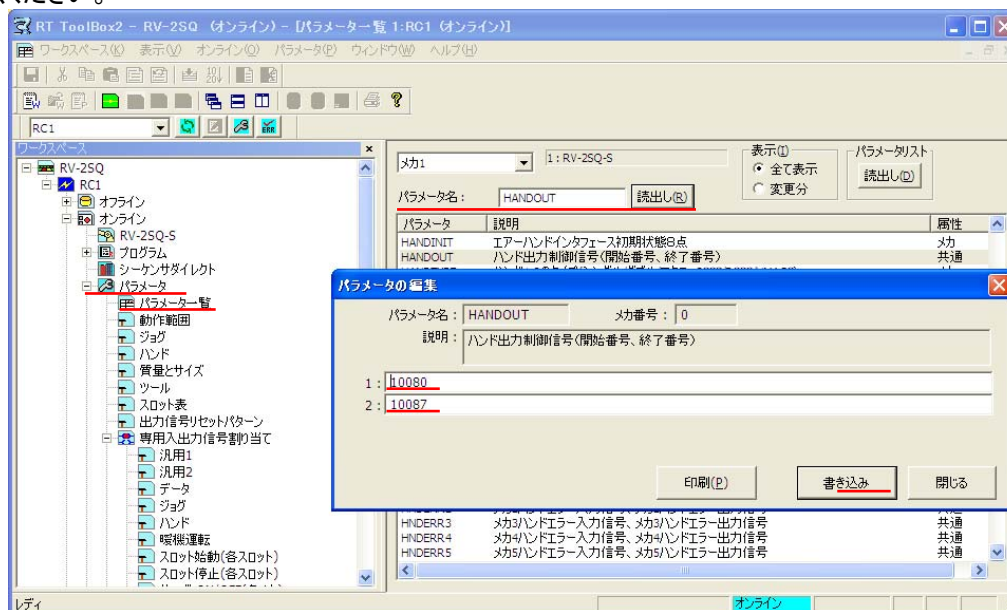 ください。
RT ToolBox2 - RV-2SQ （オンライン） - [パラメーター覧 1:RC1 (オンライン)]
ワークスペース(K) 表示(V) オンライン(O) パラメータ(P) ウィンドウ(W) ヘルプ(H)
RC1
ワークスペース
RV-2SQ
RC1
オフライン
オンライン
RV-2SQ-S
プログラム
シーケンサダイレクト
パラメータ
パラメーター覧
動作範囲
ジョグ
ハンド
質量とサイズ
ツール
スロット表
出力信号リセットパターン
専用入出力信号割り当て
汎用1
汎用2
データ
ジョグ
ハンド
暖機運転
スロット始動(各スロット)
スロット停止(各スロット)
メカ1
1 : RV-2SQ-S
表示(I)
全て表示
変更分
パラメータリスト
読出し(D)
パラメータ名：
HANDOUT
読出し(R)
パラメータ 説明 属性
HANDINIT エアーハンドインタフェース初期状態8点 メカ
HANDOUT ハンド出力制御信号(開始番号、終了番号) 共通
パラメータの編集
パラメータ名： HANDOUT メカ番号： 0
説明： ハンド出力制御信号(開始番号、終了番号)
1 : 10080
2 : 10087
印刷(P) 書き込み 閉じる
HNDERR3 メカ3ハンドエラー入力信号、メカ3ハンドエラー出力信号 共通
HNDERR4 メカ4ハンドエラー入力信号、メカ4ハンドエラー出力信号 共通
HNDERR5 メカ5ハンドエラー入力信号、メカ5ハンドエラー出力信号 共通
レディ
オンライン